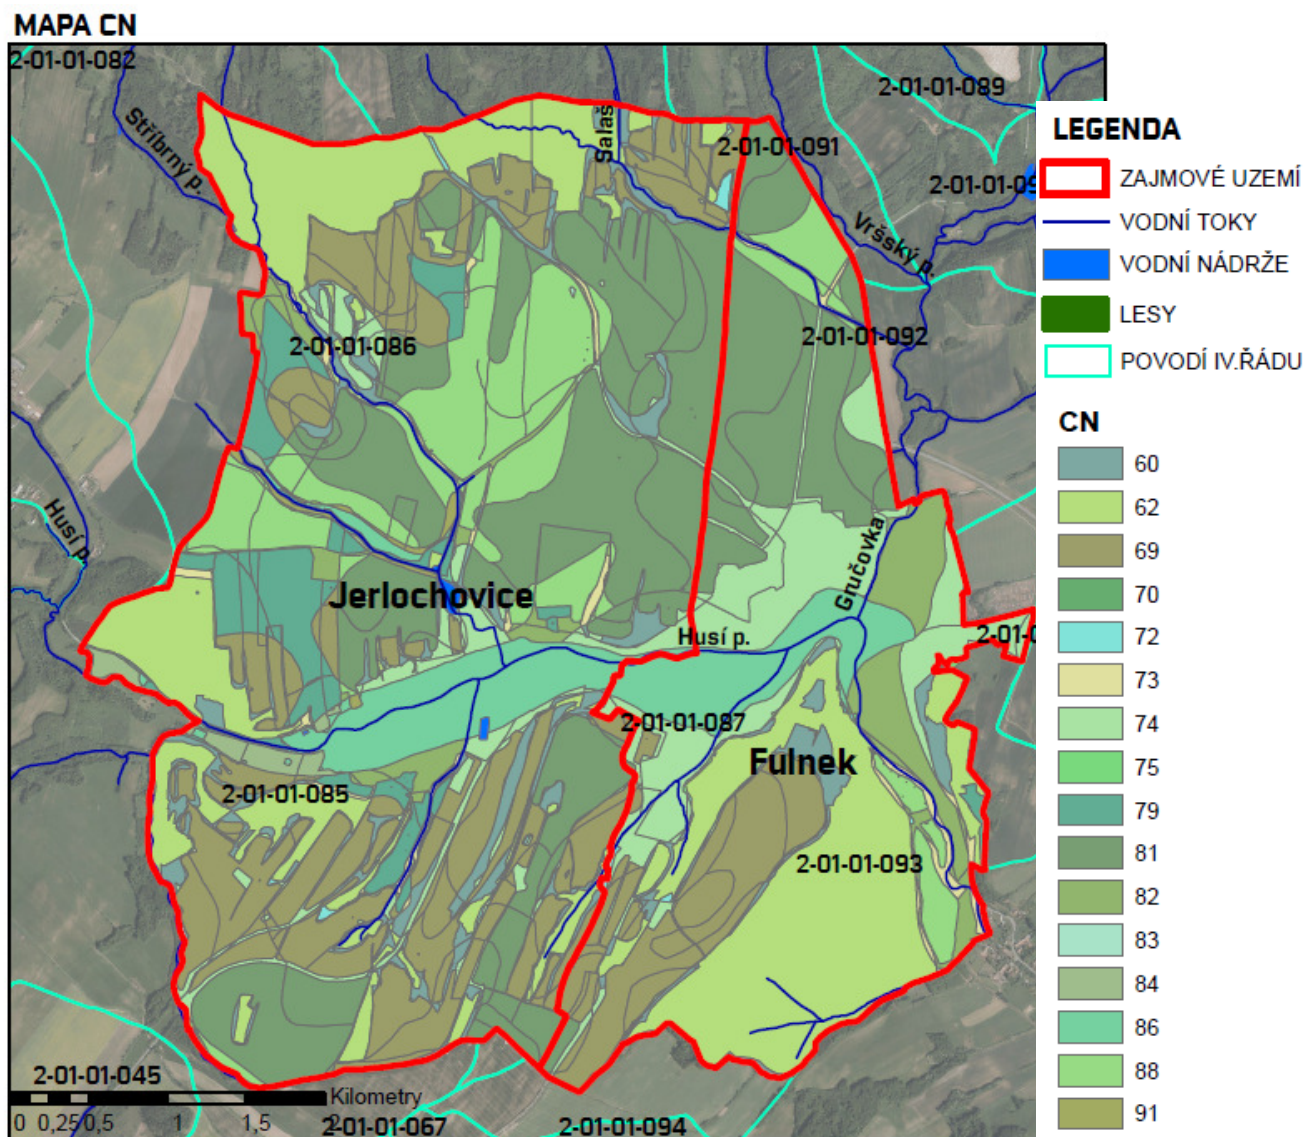 MAPA CN
2-01-01-082
2-01-01-089
Stříbrný p.
Salaš
2-01-01-091
2-01-01-09
Vršský p.
2-01-01-086
2-01-01-092
Husí p.
Jerlochovice
Gručovka
Husí p.
2-01-0
2-01-01-087
Fulnek
2-01-01-085
2-01-01-093
2-01-01-045
Kilometry
0 0,25 0,5 1 1,5
2-01-01-067
2-01-01-094
LEGENDA
ZAJMOVÉ UZEMÍ
VODNÍ TOKY
VODNÍ NÁDRŽE
LESY
POVODÍ IV.ŘÁDU
CN
60
62
69
70
72
73
74
75
79
81
82
83
84
86
88
91